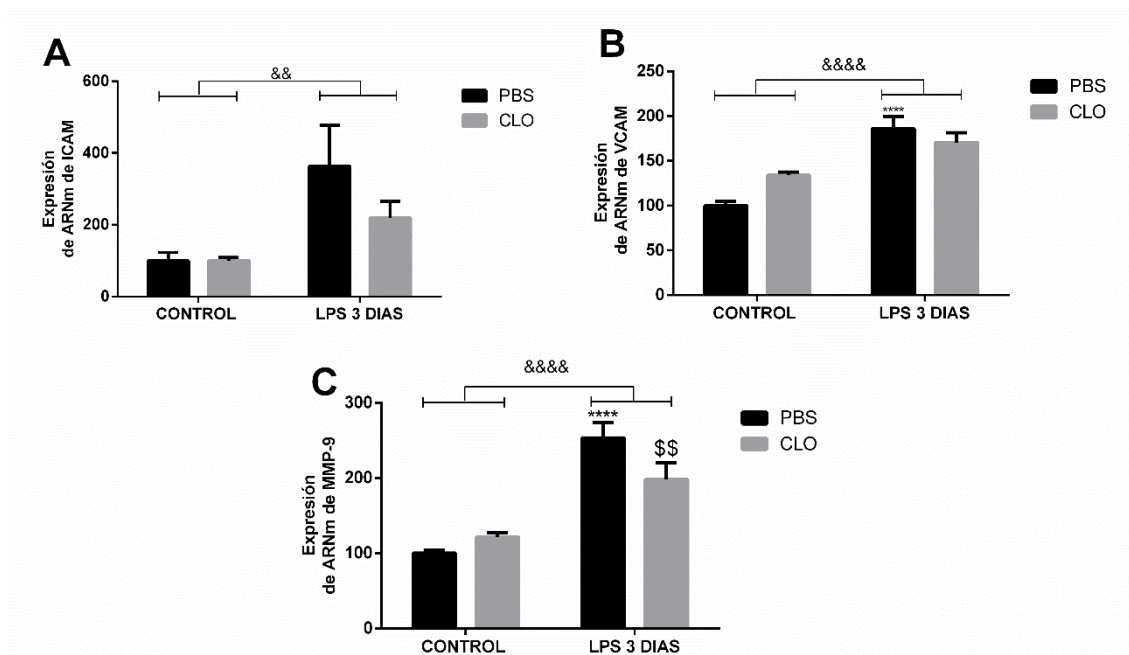 A
Expresión
de ARNm de ICAM
600
400
200
0
&&
CONTROL
LPS 3 DIAS
PBS
CLO
B
Expresión
de ARNm de VCAM
250
200
150
100
50
0
&&&&
****
CONTROL
LPS 3 DIAS
PBS
CLO
C
Expresión
de ARNm de MMP-9
300
200
100
0
&&&&
****
$$
CONTROL
LPS 3 DIAS
PBS
CLO